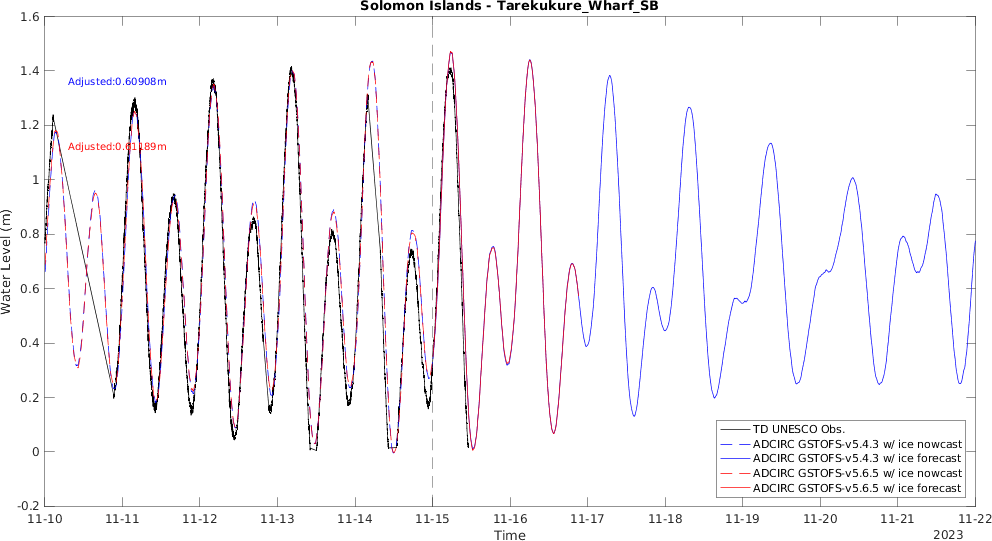 Solomon Islands - Tarekukure_Wharf_SB
1.6
1.4
1.2
1
0.8
0.6
0.4
0.2
0
-0.2
Water Level (m)
Adjusted:0.60908m
Adjusted:0.61189m
TD UNESCO Obs.
ADCIRC GSTOFS-v5.4.3 w/ ice nowcast
ADCIRC GSTOFS-v5.4.3 w/ ice forecast
ADCIRC GSTOFS-v5.6.5 w/ ice nowcast
ADCIRC GSTOFS-v5.6.5 w/ ice forecast
11-10 11-11 11-12 11-13 11-14 11-15 11-16 11-17 11-18 11-19 11-20 11-21 11-22
Time
2023